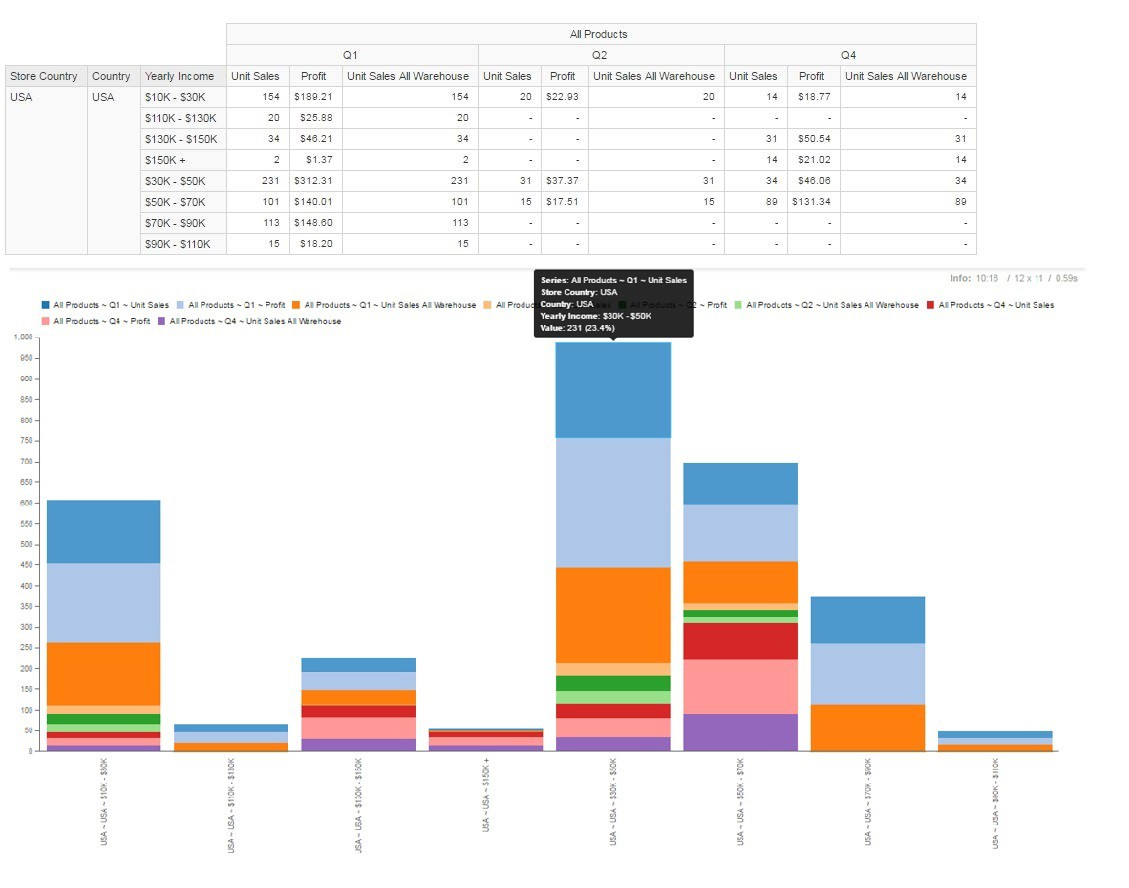 All Products
Q1 Q2 Q4
Store Country Country Yearly Income Unit Sales Profit Unit Sales All Warehouse Unit Sales Profit Unit Sales All Warehouse Unit Sales Profit Unit Sales All Warehouse
USA USA $10K - $30K 154 $189.21 154 20 $22.93 20 14 $18.77 14
$110K - $130K 20 $25.88 20 - - - - - -
$130K - $150K 34 $46.21 34 - - - 31 $50.54 31
$150K + 2 $1.37 2 - - - 14 $21.02 14
$30K - $50K 231 $312.31 231 31 $37.37 31 34 $46.06 34
$50K - $70K 101 $140.01 101 15 $17.51 15 89 $131.34 89
$70K - $90K 113 $148.60 113 - - - - - -
$90K - $110K 15 $18.20 15 - - - - - -
Info: 10:18 / 12 x 11 / 0.59s
Series: All Products ~ Q1 ~ Unit Sales
Store Country: USA
Country: USA
Yearly Income: $30K - $50K
Value: 231 (23.4%)
All Products ~ Q1 ~ Unit Sales All Products ~ Q1 ~ Profit All Products ~ Q1 ~ Unit Sales All Warehouse All Q2 ~ Profit All Products ~ Q2 ~ Unit Sales All Warehouse All Products ~ Q4 ~ Unit Sales
All Products ~ Q4 ~ Profit All Products ~ Q4 ~ Unit Sales All Warehouse
1,000
950
900
850
800
750
700
650
600
550
500
450
400
350
300
250
200
150
100
50
0
USA ~ USA ~ $10K - $30K
USA ~ USA ~ $110K - $130K
USA ~ USA ~ $130K - $150K
USA ~ USA ~ $150K +
USA ~ USA ~ $30K - $50K
USA ~ USA ~ $50K - $70K
USA ~ USA ~ $70K - $90K
USA ~ USA ~ $90K - $110K